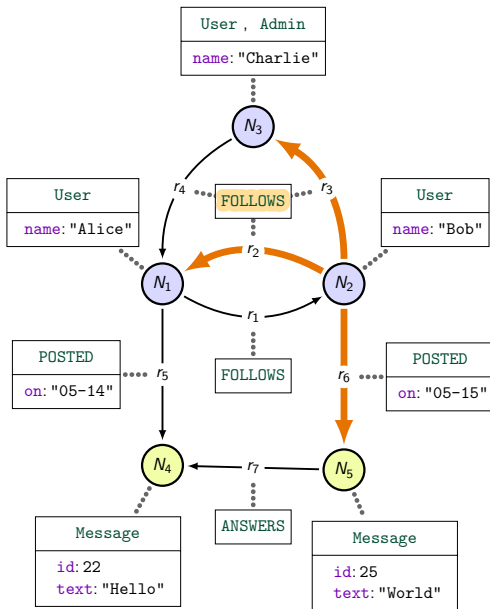 User , Admin
name: "Charlie"
N3
r4
r3
FOLLOWS
User
name: "Alice"
User
name: "Bob"
r2
N1
N2
r1
POSTED
on: "05-14"
r5
FOLLOWS
r6
POSTED
on: "05-15"
N4
r7
N5
ANSWERS
Message
id: 22
text: "Hello"
Message
id: 25
text: "World"